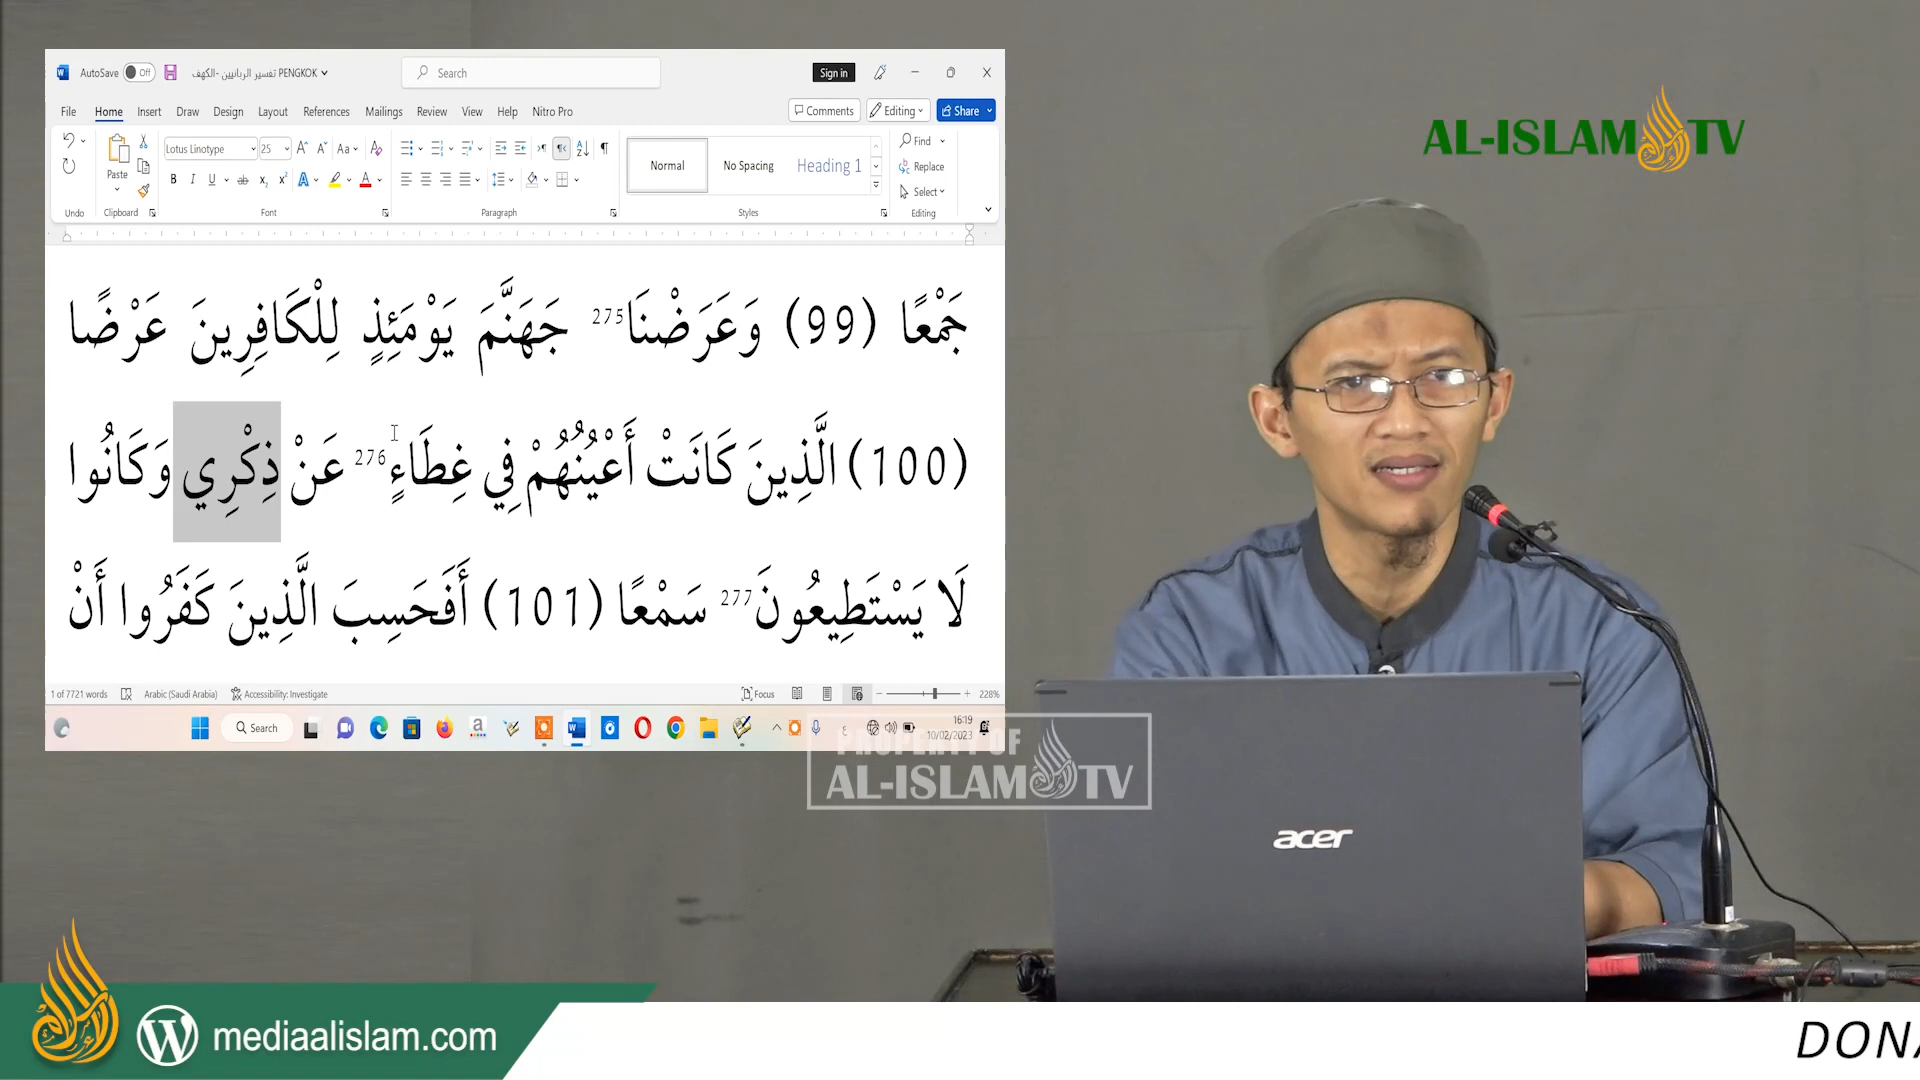 AutoSave Off تفسير الربانيين -الكهف PENGKOK
Search
Sign in
File Home Insert Draw Design Layout References Mailings Review View Help Nitro Pro
Comments Editing Share
Lotus Linotype 25
Paste
Normal No Spacing Heading 1
Find
Replace
Select
Undo Clipboard Font Paragraph Styles Editing
جَمْعًا (99) وَعَرَضْنَا275 جَهَنَّمَ يَوْمَئِذٍ لِلْكَافِرِينَ عَرْضًا
(100) الَّذِينَ كَانَتْ أَعْيُنُهُمْ فِي غِطَاءٍ276 عَنْ ذِكْرِي وَكَانُوا
لَا يَسْتَطِيعُونَ277 سَمْعًا (101) أَفَحَسِبَ الَّذِينَ كَفَرُوا أَنْ
1 of 7721 words Arabic (Saudi Arabia) Accessibility: Investigate Focus 228%
Search
16:19
10/02/2023
AL-ISLAM TV
PROPERTY OF
AL-ISLAM TV
acer
mediaalislam.com